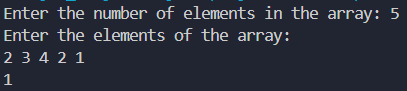 Enter the number of elements in the array: 5
Enter the elements of the array:
2 3 4 2 1
1